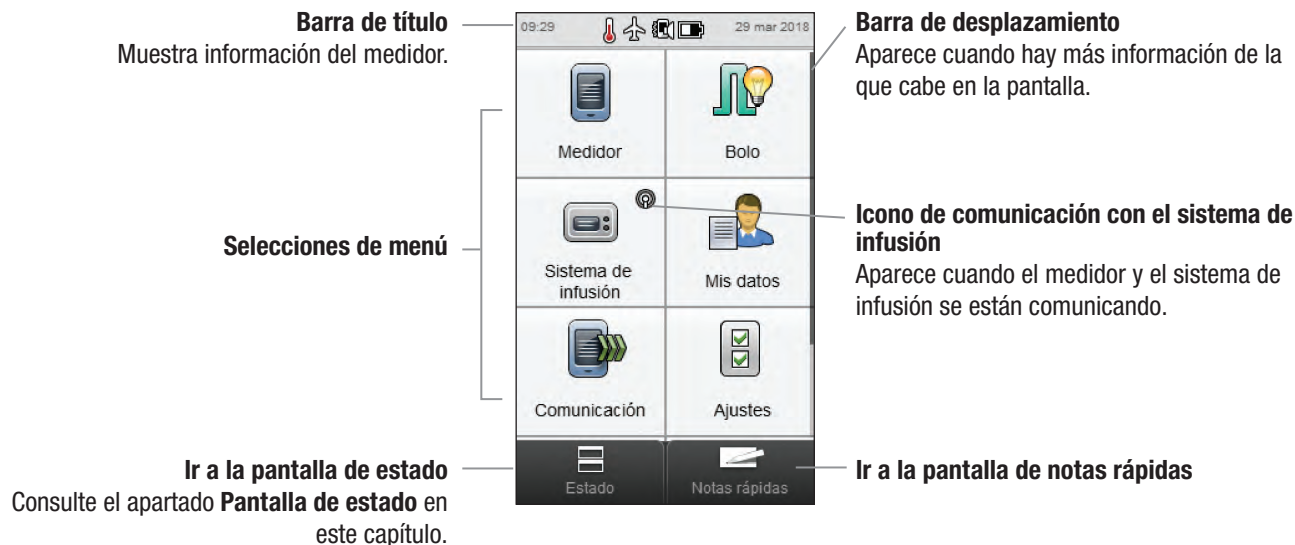 Barra de título
Muestra información del medidor.
Selecciones de menú
Ir a la pantalla de estado
Consulte el apartado Pantalla de estado en
este capítulo.
09:29
29 mar 2018
Medidor
Bolo
Sistema de
infusión
Mis datos
Comunicación
Ajustes
Estado
Notas rápidas
Barra de desplazamiento
Aparece cuando hay más información de la
que cabe en la pantalla.
Icono de comunicación con el sistema de
infusión
Aparece cuando el medidor y el sistema de
infusión se están comunicando.
Ir a la pantalla de notas rápidas